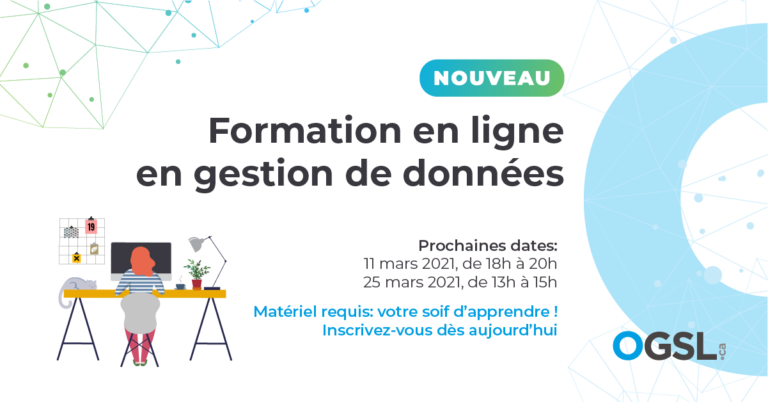 NOUVEAU
Formation en ligne
en gestion de données
19
Prochaines dates:
11 mars 2021, de 18h à 20h
25 mars 2021, de 13h à 15h
Matériel requis: votre soif d’apprendre !
Inscrivez-vous dès aujourd’hui
OGSL.ca